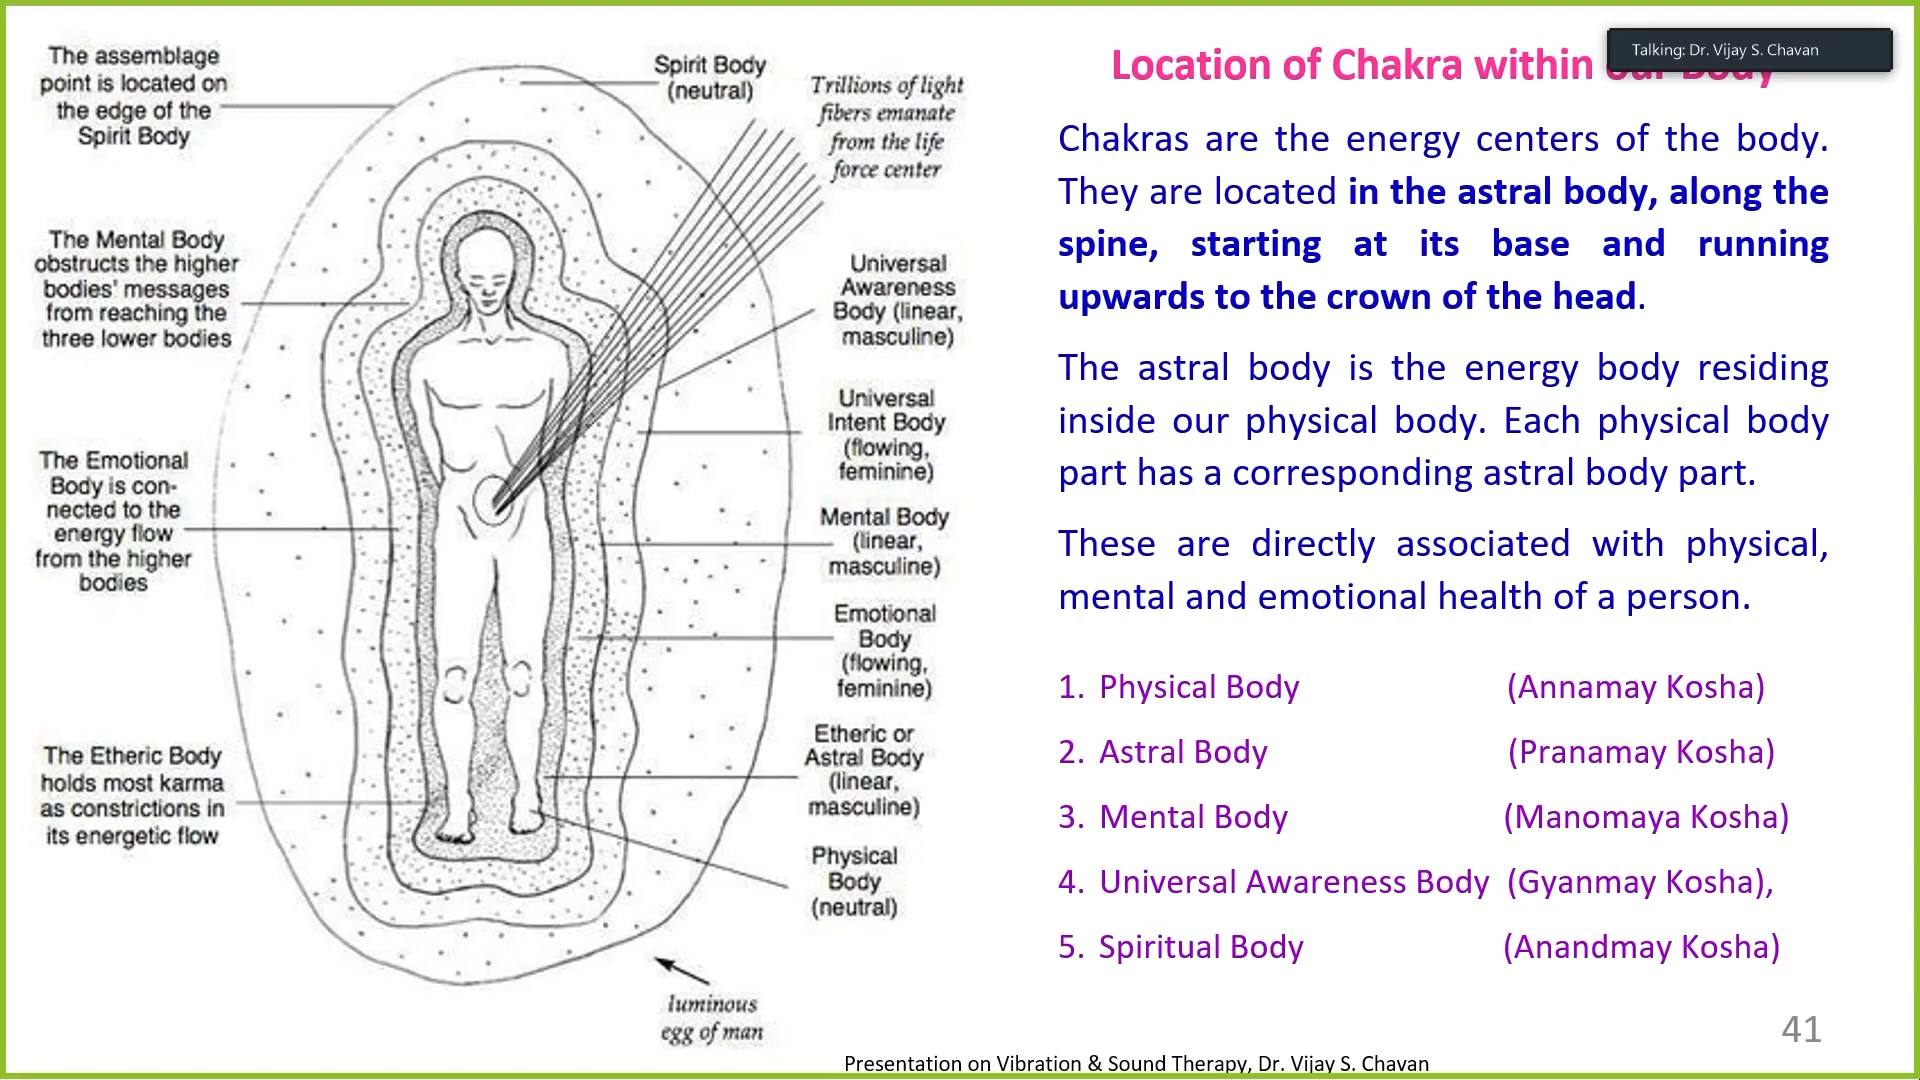 The assemblage
point is located on
the edge of the
Spirit Body
Spirit Body
(neutral)
Trillions of light
fibers emanate
from the life
force center
The Mental Body
obstructs the higher
bodies' messages
from reaching the
three lower bodies
Universal
Awareness
Body (linear,
masculine)
Universal
Intent Body
(flowing,
feminine)
The Emotional
Body is con-
nected to the
energy flow
from the higher
bodies
Mental Body
(linear,
masculine)
Emotional
Body
(flowing,
feminine)
The Etheric Body
holds most karma
as constrictions in
its energetic flow
Etheric or
Astral Body
(linear,
masculine)
Physical
Body
(neutral)
luminous
egg of man
Talking: Dr. Vijay S. Chavan
Location of Chakra within our Body
Chakras are the energy centers of the body.
They are located in the astral body, along the
spine, starting at its base and running
upwards to the crown of the head.
The astral body is the energy body residing
inside our physical body. Each physical body
part has a corresponding astral body part.
These are directly associated with physical,
mental and emotional health of a person.
1. Physical Body (Annamay Kosha)
2. Astral Body (Pranamay Kosha)
3. Mental Body (Manomaya Kosha)
4. Universal Awareness Body (Gyanmay Kosha),
5. Spiritual Body (Anandmay Kosha)
41
Presentation on Vibration & Sound Therapy, Dr. Vijay S. Chavan